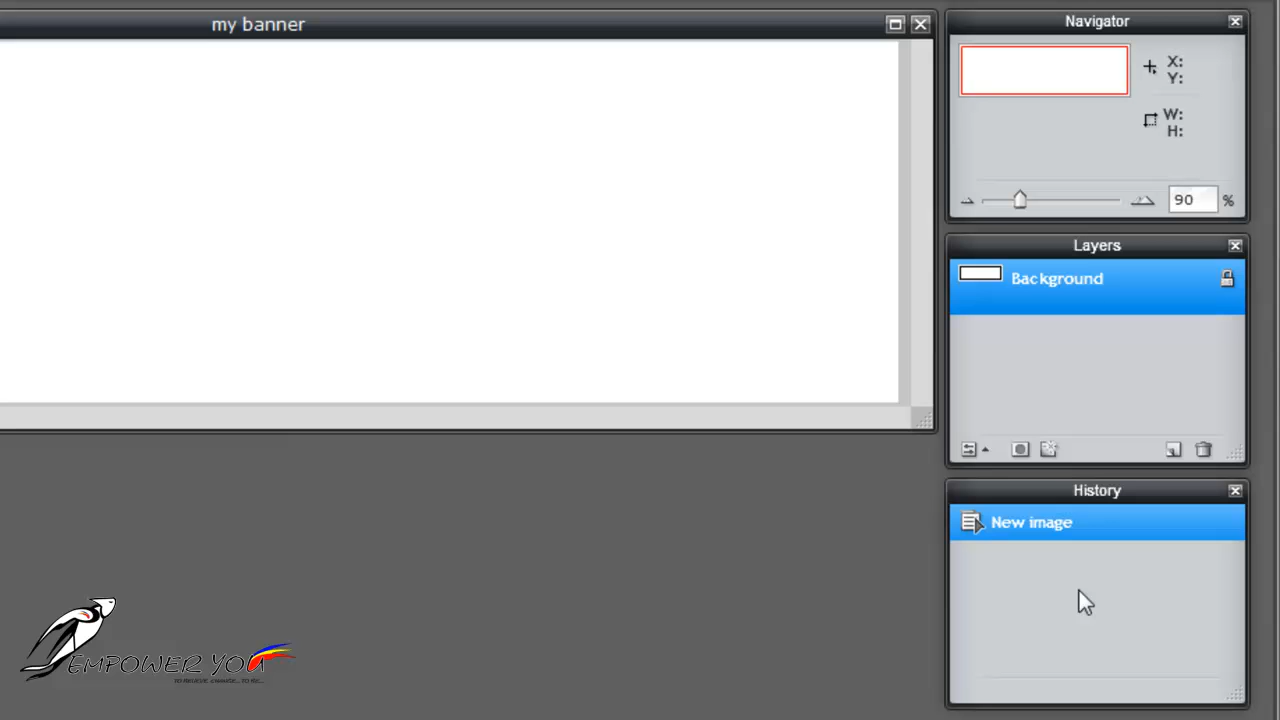 my banner
Navigator
X:
Y:
W:
H:
90 %
Layers
Background
History
New image
EMPOWER YOU